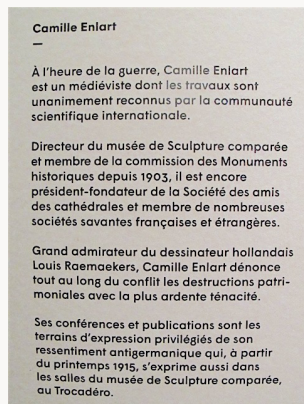 Camille Enlart
—
À l'heure de la guerre, Camille Enlart
est un médiéviste dont les travaux sont
unanimement reconnus par la communauté
scientifique internationale.
Directeur du musée de Sculpture comparée
et membre de la commission des Monuments
historiques depuis 1903, il est encore
président-fondateur de la Société des amis
des cathédrales et membre de nombreuses
sociétés savantes françaises et étrangères.
Grand admirateur du dessinateur hollandais
Louis Raemaekers, Camille Enlart dénonce
tout au long du conflit les destructions patri-
moniales avec la plus ardente ténacité.
Ses conférences et publications sont les
terrains d'expression privilégiés de son
ressentiment antigermanique qui, à partir
du printemps 1915, s'exprime aussi dans
les salles du musée de Sculpture comparée,
au Trocadéro.